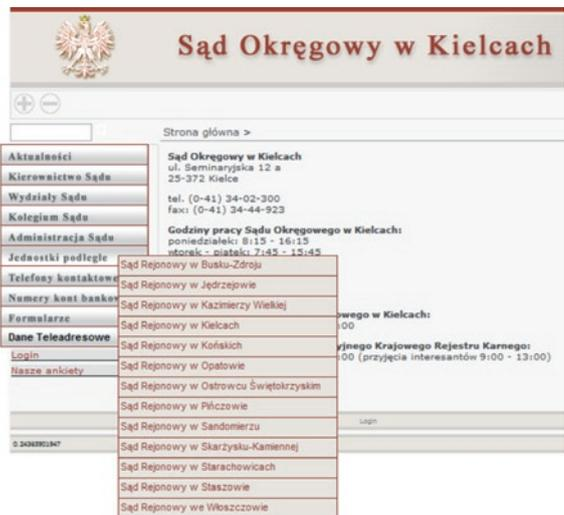 Sąd Okręgowy w Kielcach
Strona główna >
Aktualności
Kierownictwo Sądu
Wydziały Sądu
Kolegium Sądu
Administracja Sądu
Jednostki podległe
Telefony kontaktowe
Numery kont bankow
Formularze
Dane Teleadresowe
Login
Nasze ankiety
Sąd Okręgowy w Kielcach
ul. Seminaryjska 12 a
25-372 Kielce
tel. (0-41) 34-02-300
fax: (0-41) 34-44-923
Godziny pracy Sądu Okręgowego w Kielcach:
poniedziałek: 8:15 - 16:15
wtorek - piątek: 7:45 - 15:45
owego w Kielcach:
:00
yjnego Krajowego Rejestru Karnego:
:00 (przyjęcia interesantów 9:00 - 13:00)
Sąd Rejonowy w Busku-Zdroju
Sąd Rejonowy w Jędrzejowie
Sąd Rejonowy w Kazimierzy Wielkiej
Sąd Rejonowy w Kielcach
Sąd Rejonowy w Końskich
Sąd Rejonowy w Opatowie
Sąd Rejonowy w Ostrowcu Świętokrzyskim
Sąd Rejonowy w Pińczowie
Sąd Rejonowy w Sandomierzu
Sąd Rejonowy w Skarżysku-Kamiennej
Sąd Rejonowy w Starachowicach
Sąd Rejonowy w Staszowie
Sąd Rejonowy we Włoszczowie
Login